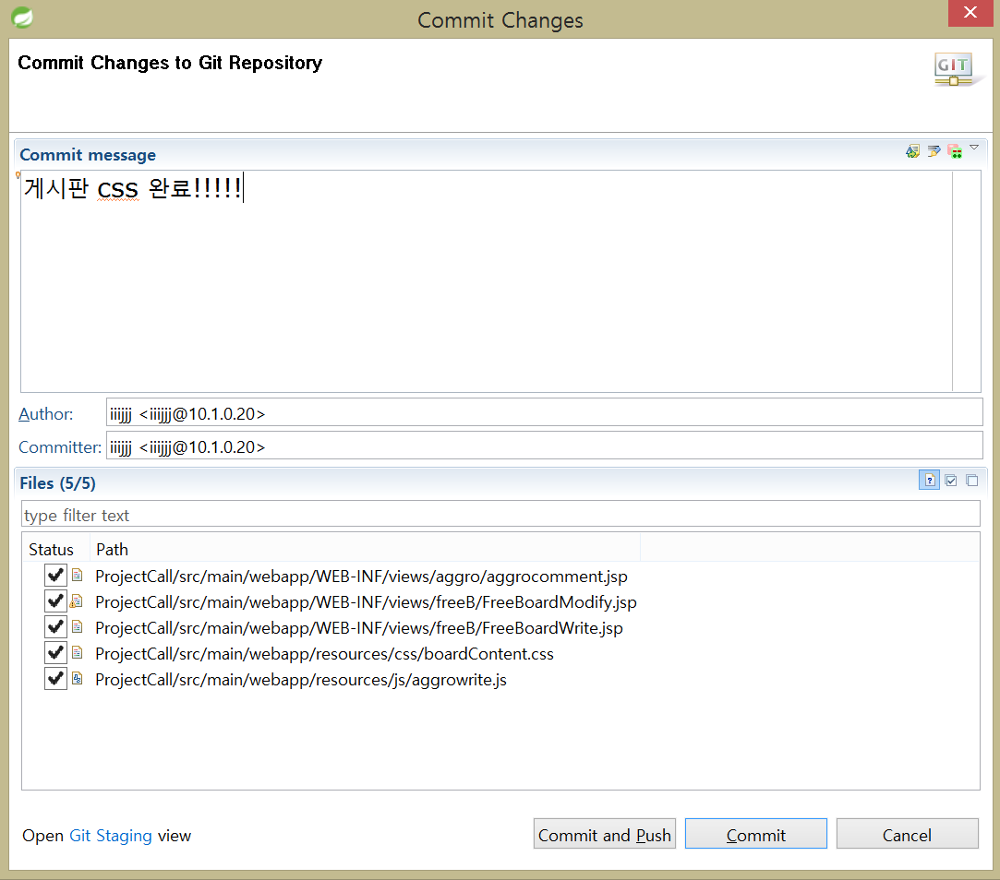 Commit Changes
Commit Changes to Git Repository
GIT
Commit message
게시판 css 완료!!!!!
Author: iiijjj <iiijjj@10.1.0.20>
Committer: iiijjj <iiijjj@10.1.0.20>
Files (5/5)
type filter text
Status Path
ProjectCall/src/main/webapp/WEB-INF/views/aggro/aggrocomment.jsp
ProjectCall/src/main/webapp/WEB-INF/views/freeB/FreeBoardModify.jsp
ProjectCall/src/main/webapp/WEB-INF/views/freeB/FreeBoardWrite.jsp
ProjectCall/src/main/webapp/resources/css/boardContent.css
ProjectCall/src/main/webapp/resources/js/aggrowrite.js
Open Git Staging view Commit and Push Commit Cancel